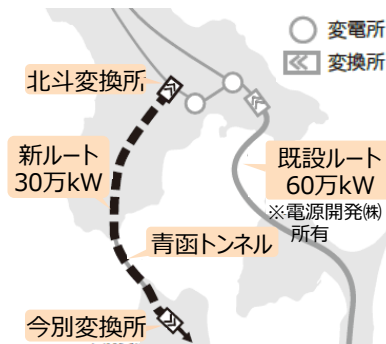 変電所
変換所
北斗変換所
新ルート
30万kW
既設ルート
60万kW
※電源開発㈱
所有
青函トンネル
今別変換所